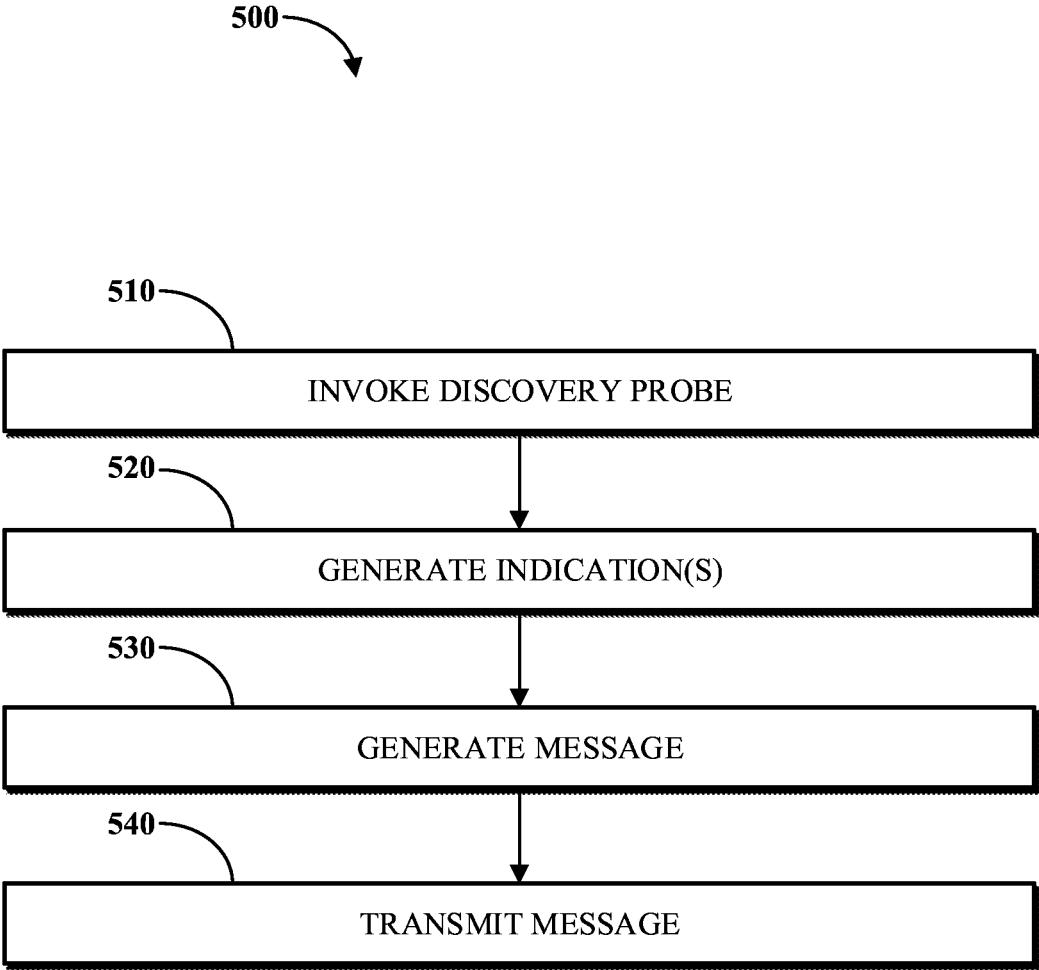 500
510
INVOKE DISCOVERY PROBE
520
GENERATE INDICATION(S)
530
GENERATE MESSAGE
540
TRANSMIT MESSAGE